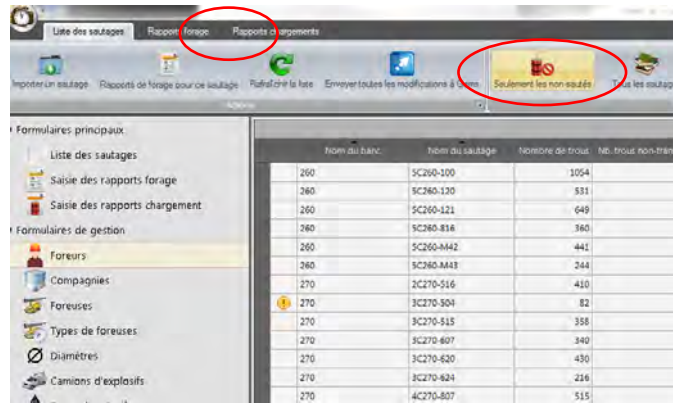 Liste des sautages Rapports forage Rapports chargements
Importer un sautage Rapports de forage pour ce sautage Rafraîchir la liste Envoyer toutes les modifications à Gems Seulement les non sautés Tous les sautag
Actions
Formulaires principaux
Liste des sautages
Saisie des rapports forage
Saisie des rapports chargement
Formulaires de gestion
Foreurs
Compagnies
Foreuses
Types de foreuses
Diamètres
Camions d'explosifs
Nom du banc Nom du sautage Nombre de trous Nb. trous non-tran
260 5C260-100 1054
260 5C260-120 531
260 5C260-121 649
260 5C260-816 360
260 5C260-M42 441
260 5C260-M43 244
270 2C270-516 410
270 3C270-504 82
270 3C270-515 358
270 3C270-607 340
270 3C270-620 430
270 3C270-624 216
270 4C270-807 515